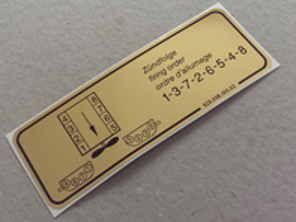 Zündfolge
firing order
ordre d'allumage
1-3-7-2-6-5-4-8